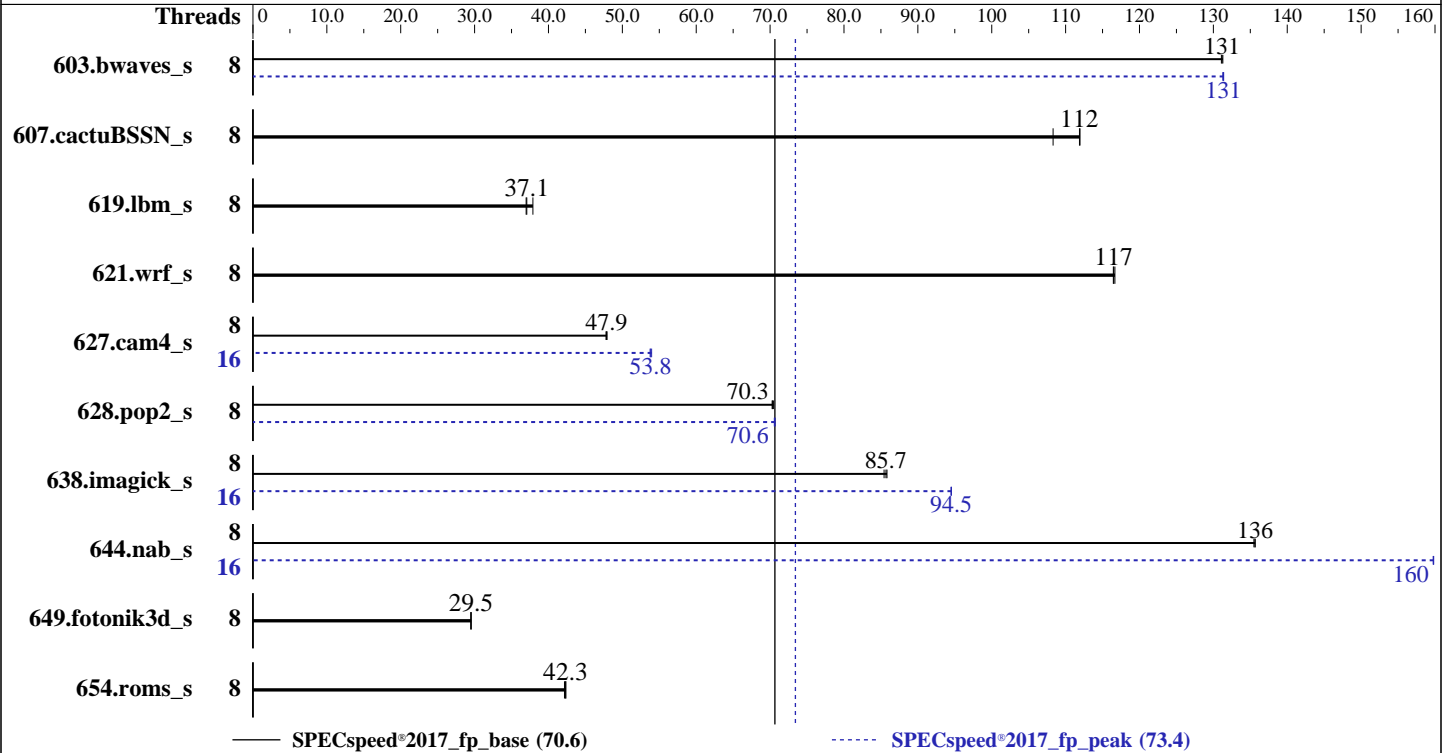 Threads 0 10.0 20.0 30.0 40.0 50.0 60.0 70.0 80.0 90.0 100 110 120 130 140 150 160
603.bwaves_s 8 131
131
607.cactuBSSN_s 8 112
619.lbm_s 8 37.1
621.wrf_s 8 117
627.cam4_s 8 47.9
16 53.8
628.pop2_s 8 70.3
70.6
638.imagick_s 8 85.7
16 94.5
644.nab_s 8 136
16 160
649.fotonik3d_s 8 29.5
654.roms_s 8 42.3
SPECspeed®2017_fp_base (70.6) SPECspeed®2017_fp_peak (73.4)